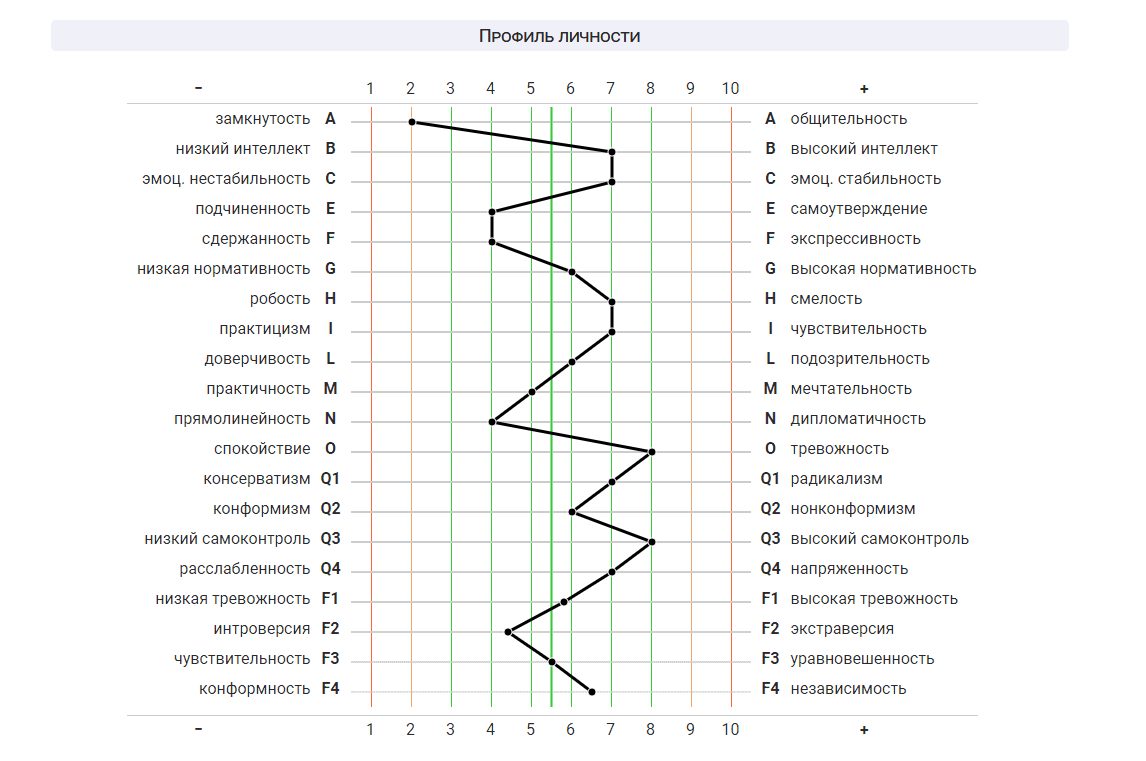 Профиль личности
− 1 2 3 4 5 6 7 8 9 10 +
замкнутость A A общительность
низкий интеллект B B высокий интеллект
эмоц. нестабильность C C эмоц. стабильность
подчиненность E E самоутверждение
сдержанность F F экспрессивность
низкая нормативность G G высокая нормативность
робость H H смелость
практицизм I I чувствительность
доверчивость L L подозрительность
практичность M M мечтательность
прямолинейность N N дипломатичность
спокойствие O O тревожность
консерватизм Q1 Q1 радикализм
конформизм Q2 Q2 нонконформизм
низкий самоконтроль Q3 Q3 высокий самоконтроль
расслабленность Q4 Q4 напряженность
низкая тревожность F1 F1 высокая тревожность
интроверсия F2 F2 экстраверсия
чувствительность F3 F3 уравновешенность
конформность F4 F4 независимость
− 1 2 3 4 5 6 7 8 9 10 +